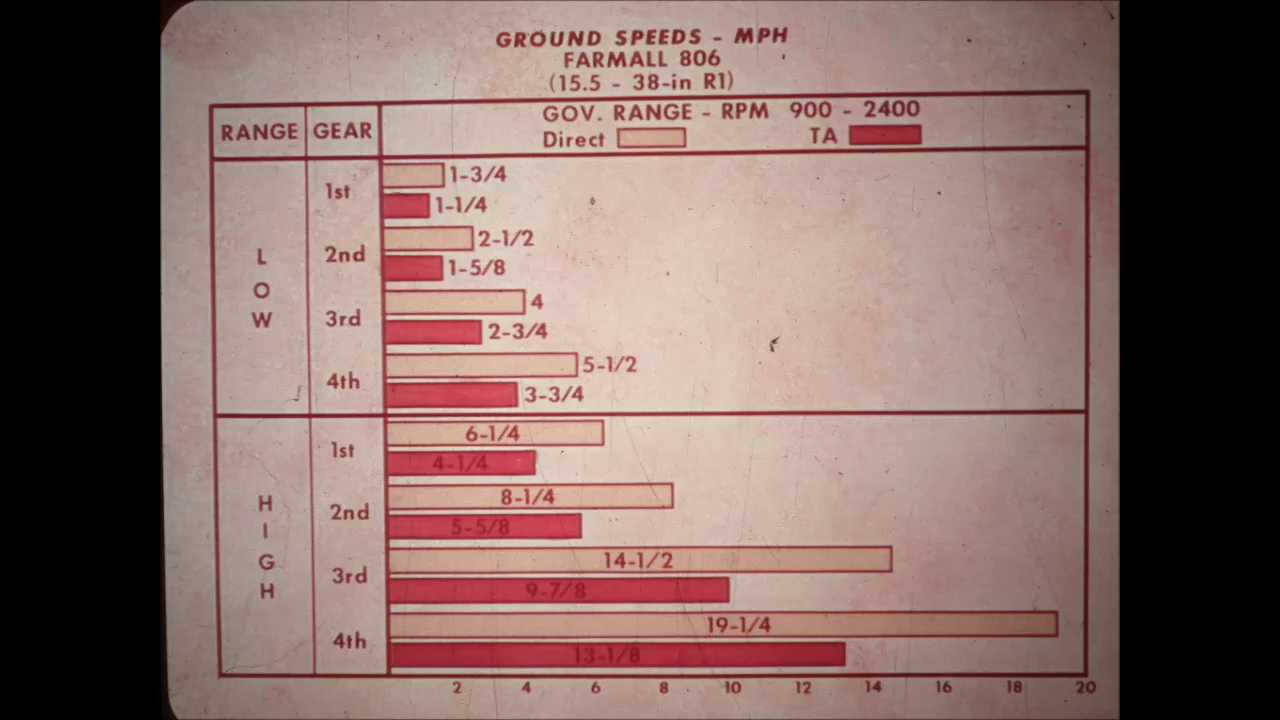 GROUND SPEEDS - MPH
FARMALL 806
(15.5 - 38-in R1)
RANGE GEAR GOV. RANGE - RPM 900 - 2400
Direct TA
LOW
1st 1-3/4
1-1/4
2nd 2-1/2
1-5/8
3rd 4
2-3/4
4th 5-1/2
3-3/4
HIGH
1st 6-1/4
4-1/4
2nd 8-1/4
5-5/8
3rd 14-1/2
9-7/8
4th 19-1/4
13-1/8
2 4 6 8 10 12 14 16 18 20